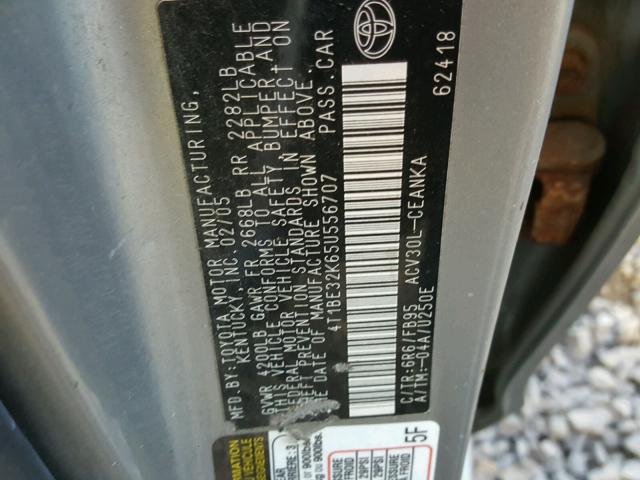 MFD. BY: TOYOTA MOTOR MANUFACTURING,
KENTUCKY, INC. 02/05
GVWR 4200LB GAWR FR 2668LB RR 2282LB
THIS VEHICLE CONFORMS TO ALL APPLICABLE
FEDERAL MOTOR VEHICLE SAFETY, BUMPER AND
THEFT PREVENTION STANDARDS IN EFFECT ON
THE DATE OF MANUFACTURE SHOWN ABOVE.
4T1BE32K65U556707 PASS. CAR
C/TR:6R6/FB95 ACV30L-CEANKA
A/TM:-04A/U250E 62418
5F